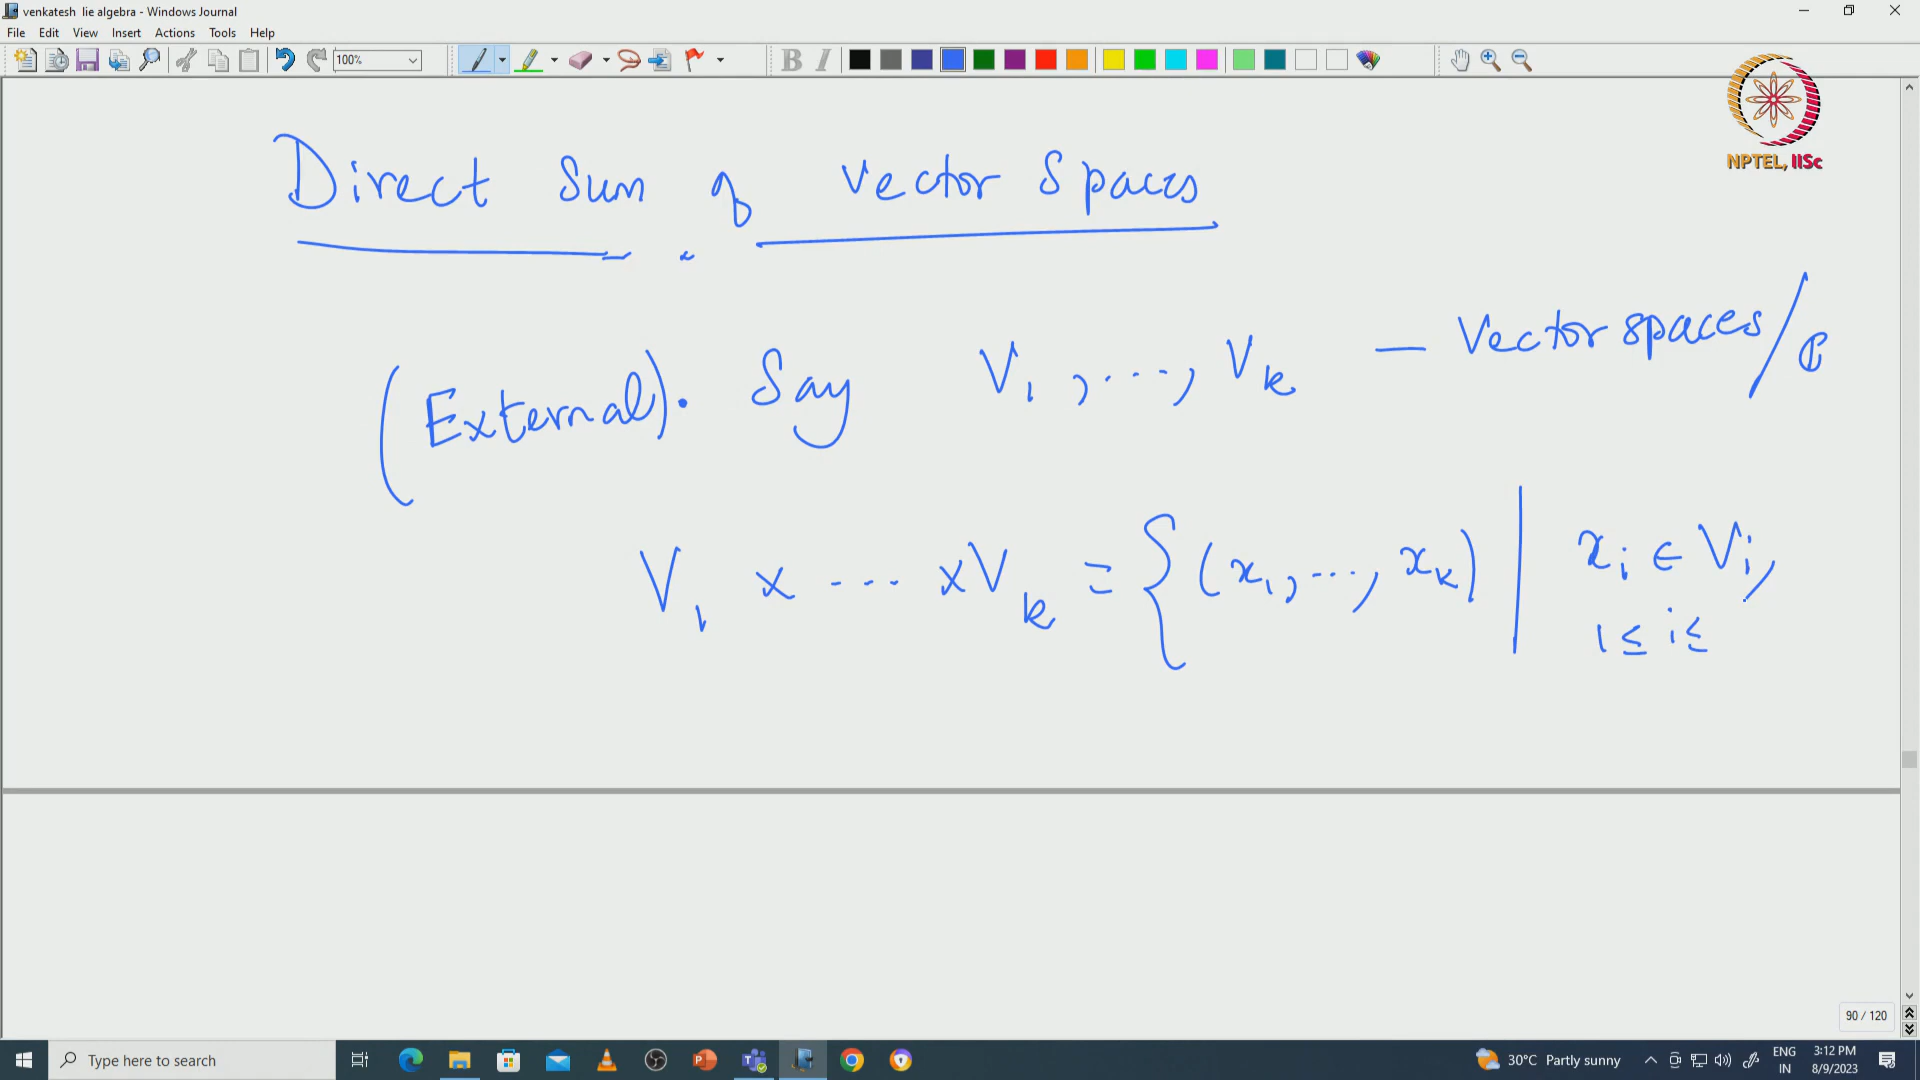 venkatesh lie algebra - Windows Journal
File Edit View Insert Actions Tools Help
100%
B I
NPTEL, IISc
Direct Sum of Vector Spaces
(External). Say V₁, ..., Vₖ — Vector spaces/ℂ
V₁ x --- x Vₖ = { (x₁, ..., xₖ) | xᵢ ∈ Vᵢ,
1 ≤ i ≤
90 / 120
Type here to search
30°C Partly sunny
ENG
IN
3:12 PM
8/9/2023